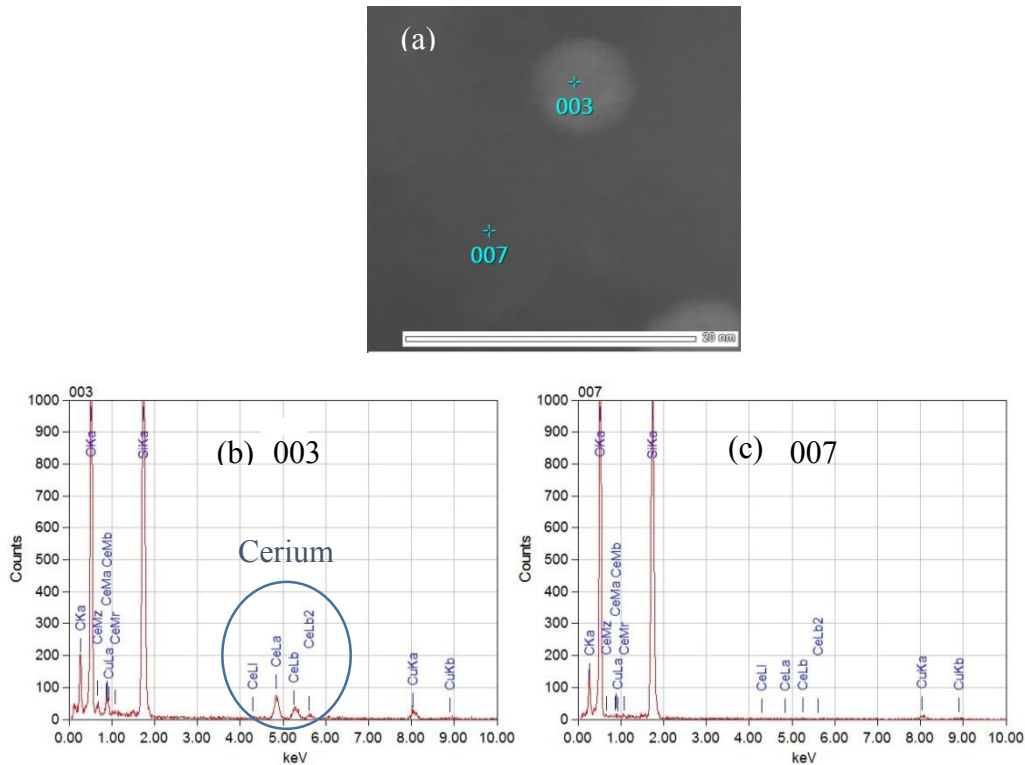 (a)
003
007
20 nm
003
(b) 003
Cerium
Counts
1000
900
800
700
600
500
400
300
200
100
0
OKa
SiKa
CKa
CeMz
CuLa
CeMa
CeMb
CeMr
CeLl
CeLa
CeLb
CeLb2
CuKa
CuKb
0.00 1.00 2.00 3.00 4.00 5.00 6.00 7.00 8.00 9.00 10.00
keV
007
(c) 007
Counts
1000
900
800
700
600
500
400
300
200
100
0
OKa
SiKa
CKa
CeMz
CuLa
CeMa
CeMb
CeMr
CeLl
CeLa
CeLb
CeLb2
CuKa
CuKb
0.00 1.00 2.00 3.00 4.00 5.00 6.00 7.00 8.00 9.00 10.00
keV